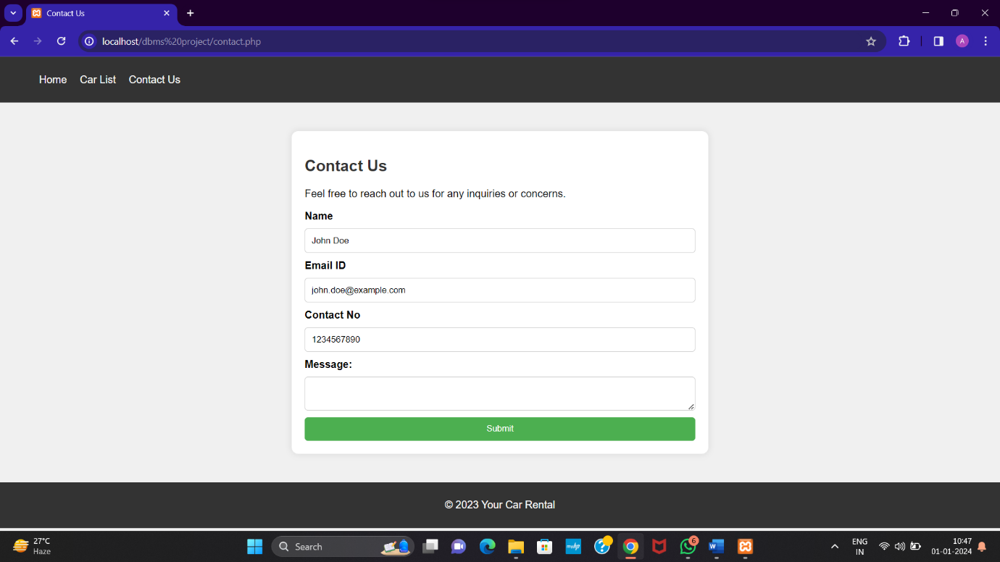 Contact Us
localhost/dbms%20project/contact.php
A
Home Car List Contact Us
Contact Us
Feel free to reach out to us for any inquiries or concerns.
Name
John Doe
Email ID
john.doe@example.com
Contact No
1234567890
Message:
Submit
© 2023 Your Car Rental
27°C
Haze
Search
myhp
6
W
ENG
IN
10:47
01-01-2024